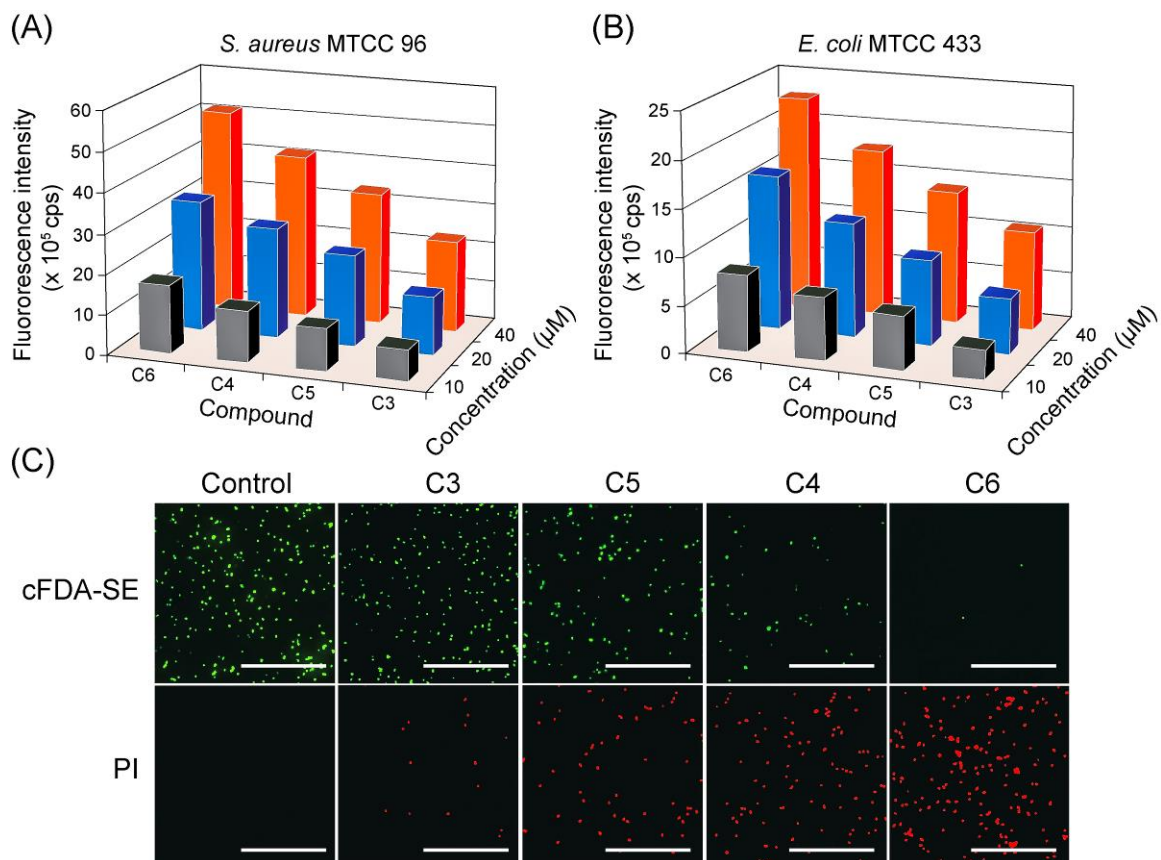 (A)
S. aureus MTCC 96
Fluororescence intensity
(x 10⁵ cps)
60
50
40
30
20
10
0
C6
C4
C5
C3
Compound
10
20
40
Concentration (µM)
(B)
E. coli MTCC 433
Fluororescence intensity
(x 10⁵ cps)
25
20
15
10
5
0
C6
C4
C5
C3
Compound
10
20
40
Concentration (µM)
(C)
Control C3 C5 C4 C6
cFDA-SE
PI